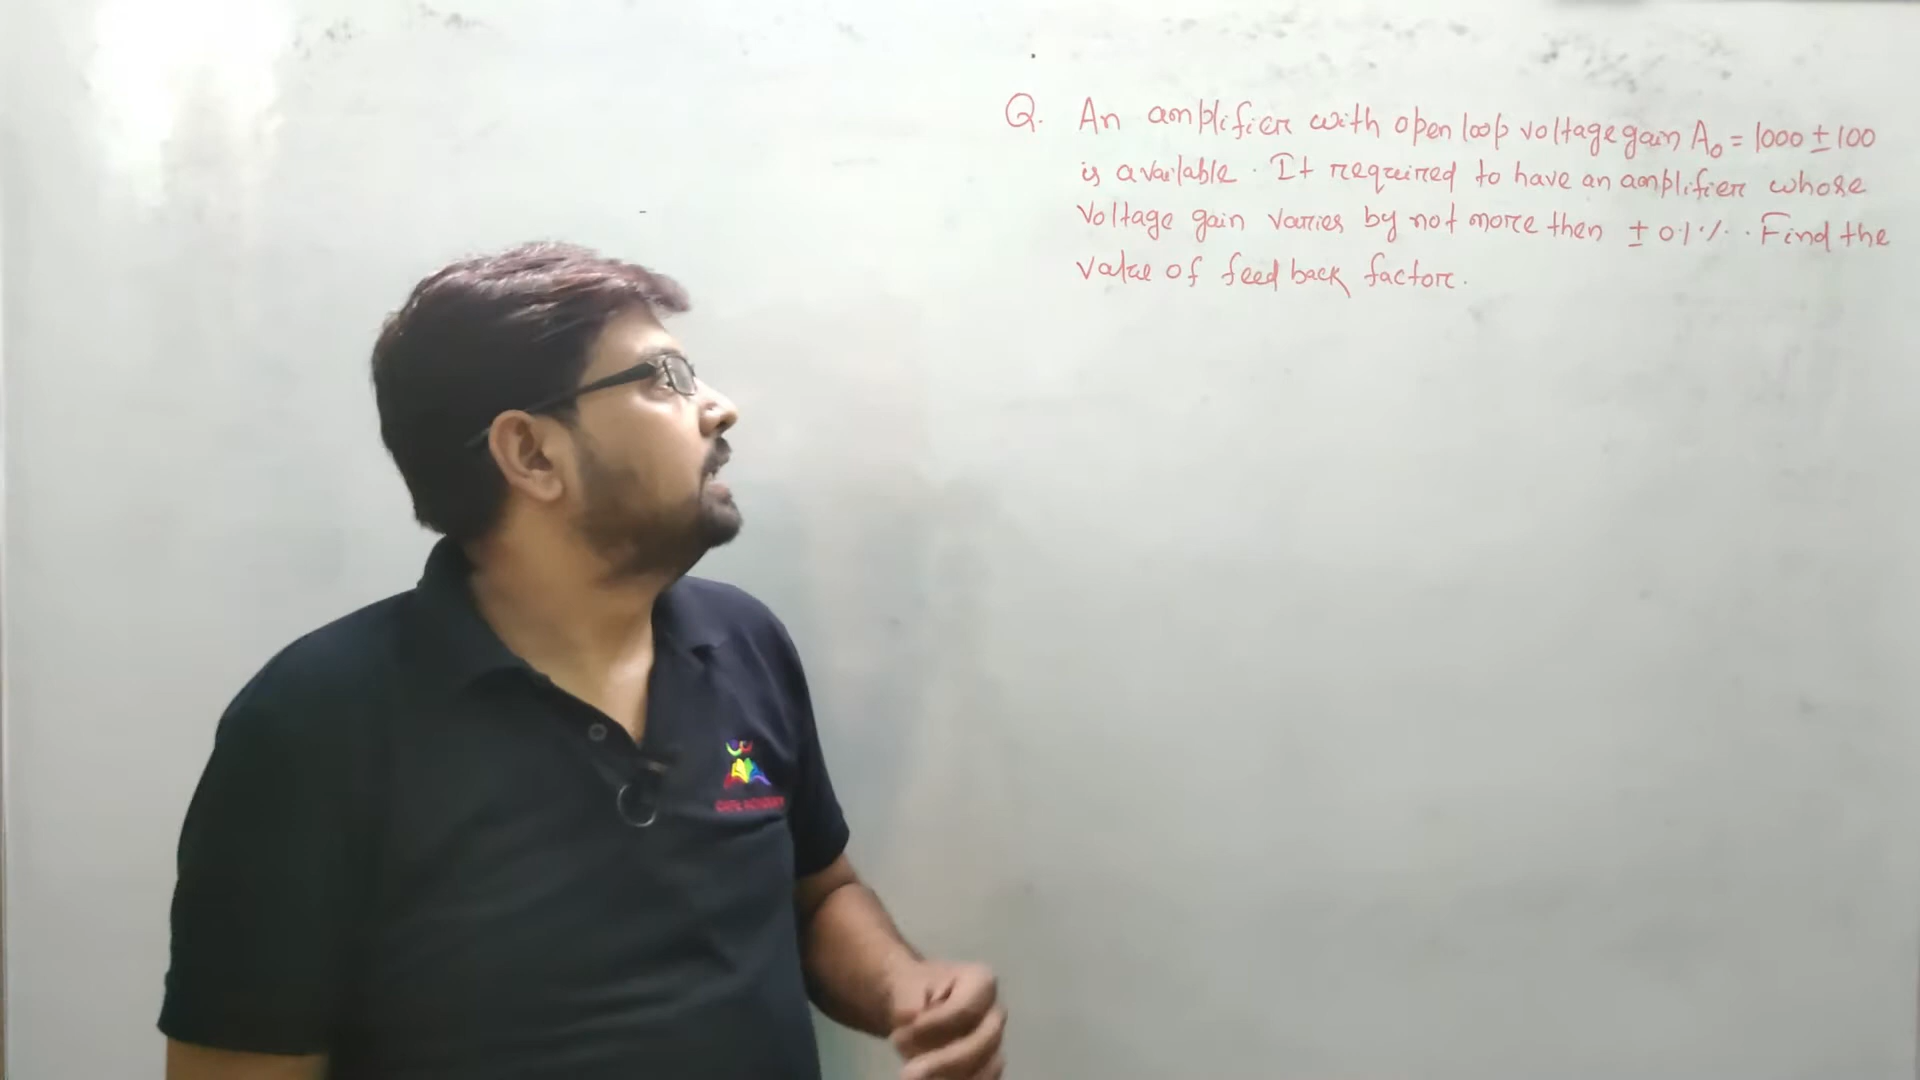 Q. An amplifier with open loop voltage gain A₀ = 1000 ± 100
is available. It required to have an amplifier whose
voltage gain varies by not more then ± 0.1%. Find the
value of feed back factor.